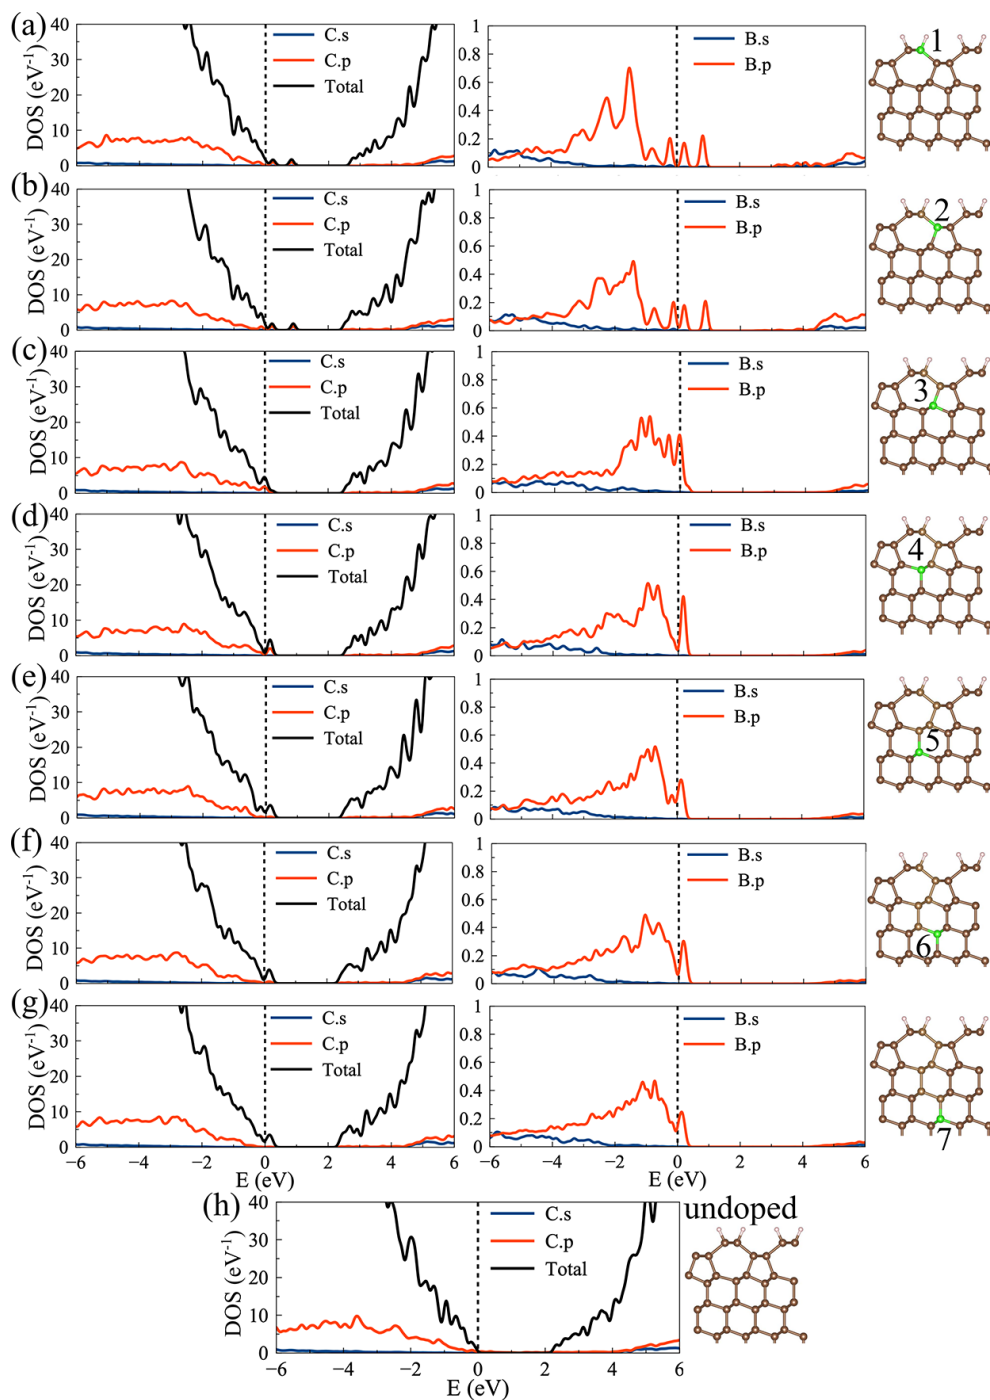 (a)
DOS (eV-1)
40
30
20
10
0
C.s
C.p
Total
1
0.8
0.6
0.4
0.2
0
B.s
B.p
1
(b)
DOS (eV-1)
40
30
20
10
0
C.s
C.p
Total
1
0.8
0.6
0.4
0.2
0
B.s
B.p
2
(c)
DOS (eV-1)
40
30
20
10
0
C.s
C.p
Total
1
0.8
0.6
0.4
0.2
0
B.s
B.p
3
(d)
DOS (eV-1)
40
30
20
10
0
C.s
C.p
Total
1
0.8
0.6
0.4
0.2
0
B.s
B.p
4
(e)
DOS (eV-1)
40
30
20
10
0
C.s
C.p
Total
1
0.8
0.6
0.4
0.2
0
B.s
B.p
5
(f)
DOS (eV-1)
40
30
20
10
0
C.s
C.p
Total
1
0.8
0.6
0.4
0.2
0
B.s
B.p
6
(g)
DOS (eV-1)
40
30
20
10
0
C.s
C.p
Total
−6 −4 −2 0 2 4 6
E (eV)
1
0.8
0.6
0.4
0.2
0
B.s
B.p
−6 −4 −2 0 2 4 6
E (eV)
7
(h)
DOS (eV-1)
40
30
20
10
0
C.s
C.p
Total
−6 −4 −2 0 2 4 6
E (eV)
undoped